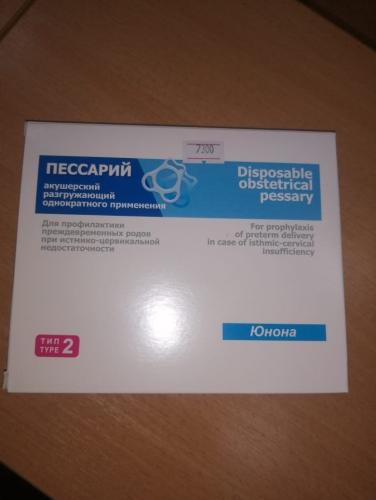 7300
ПЕССАРИЙ
акушерский
разгружающий
однократного применения
Disposable
obstetrical
pessary
Для профилактики
преждевременных родов
при истмико-цервикальной
недостаточности
For prophylaxis
of preterm delivery
in case of isthmic-cervical
insufficiency
Юнона
ТИП
TYPE 2